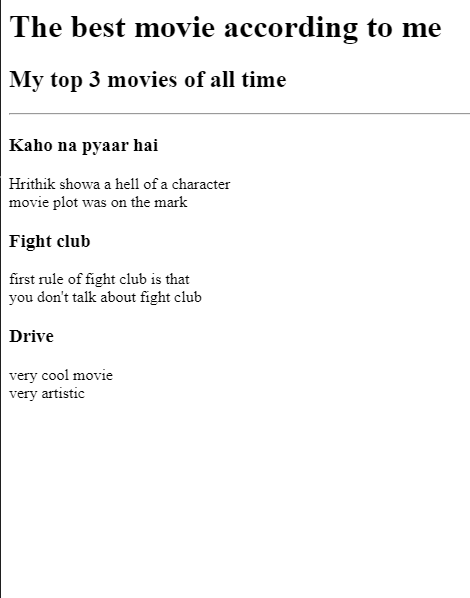 The best movie according to me
My top 3 movies of all time
Kaho na pyaar hai
Hrithik showa a hell of a character
movie plot was on the mark
Fight club
first rule of fight club is that
you don't talk about fight club
Drive
very cool movie
very artistic